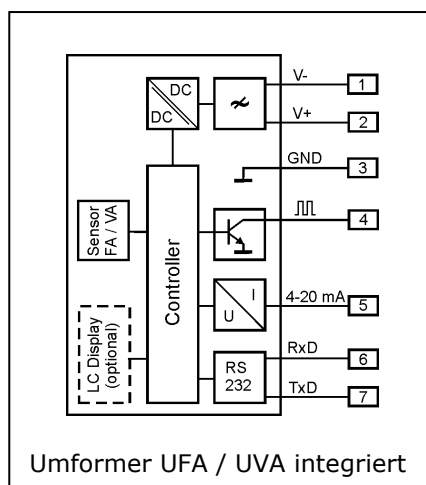 DC
DC
V-
1
V+
2
GND
3
4
Sensor
FA / VA
Controller
I
U
4-20 mA
5
LC Display
(optional)
RS
232
RxD
6
TxD
7
Umformer UFA / UVA integriert